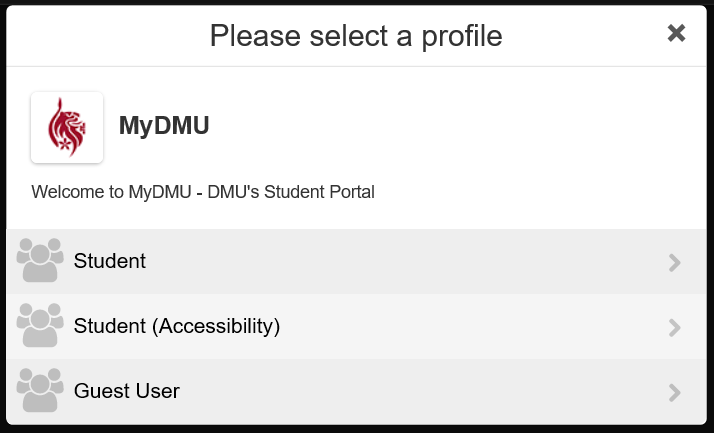 Please select a profile
MyDMU
Welcome to MyDMU - DMU's Student Portal
Student
Student (Accessibility)
Guest User